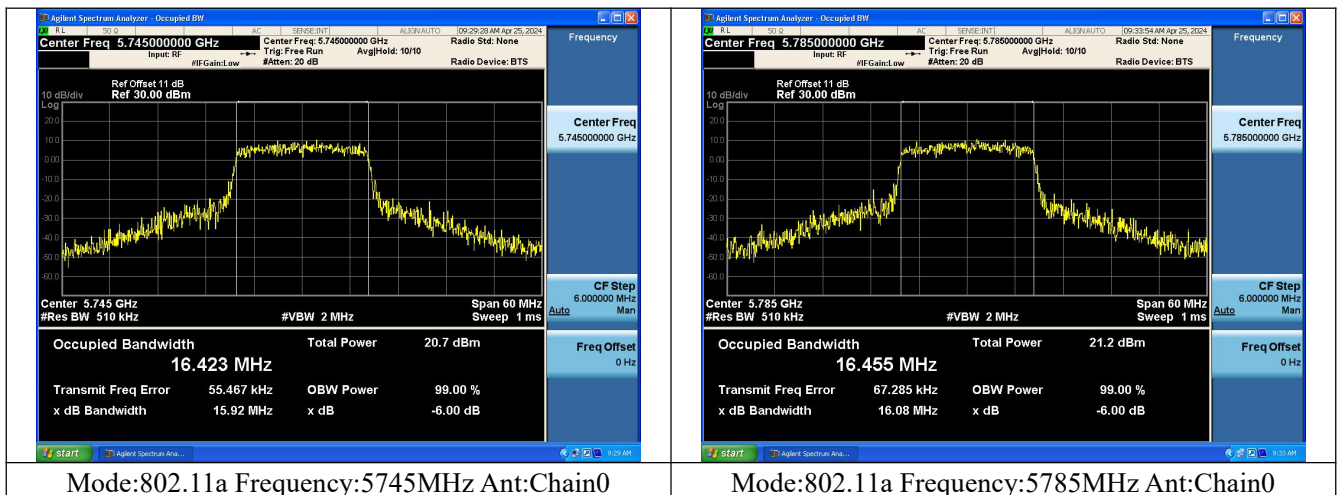 Agilent Spectrum Analyzer - Occupied BW
RL 50 Ω AC SENSE:INT ALIGNAUTO 09:29:28 AM Apr 25, 2024
Center Freq 5.745000000 GHz Center Freq: 5.745000000 GHz Radio Std: None
Input: RF Trig: Free Run Avg|Hold: 10/10
#IFGain:Low #Atten: 20 dB Radio Device: BTS
Ref Offset 11 dB
10 dB/div Ref 30.00 dBm
Log
20.0
10.0
0.00
-10.0
-20.0
-30.0
-40.0
-50.0
-60.0
Center 5.745 GHz Span 60 MHz
#Res BW 510 kHz #VBW 2 MHz Sweep 1 ms
Occupied Bandwidth Total Power 20.7 dBm
16.423 MHz
Transmit Freq Error 55.467 kHz OBW Power 99.00 %
x dB Bandwidth 15.92 MHz x dB -6.00 dB
Frequency
Center Freq
5.745000000 GHz
CF Step
6.000000 MHz
Auto Man
Freq Offset
0 Hz
start Agilent Spectrum Ana... 9:29 AM
Mode:802.11a Frequency:5745MHz Ant:Chain0
Agilent Spectrum Analyzer - Occupied BW
RL 50 Ω AC SENSE:INT ALIGNAUTO 09:33:54 AM Apr 25, 2024
Center Freq 5.785000000 GHz Center Freq: 5.785000000 GHz Radio Std: None
Input: RF Trig: Free Run Avg|Hold: 10/10
#IFGain:Low #Atten: 20 dB Radio Device: BTS
Ref Offset 11 dB
10 dB/div Ref 30.00 dBm
Log
20.0
10.0
0.00
-10.0
-20.0
-30.0
-40.0
-50.0
-60.0
Center 5.785 GHz Span 60 MHz
#Res BW 510 kHz #VBW 2 MHz Sweep 1 ms
Occupied Bandwidth Total Power 21.2 dBm
16.455 MHz
Transmit Freq Error 67.285 kHz OBW Power 99.00 %
x dB Bandwidth 16.08 MHz x dB -6.00 dB
Frequency
Center Freq
5.785000000 GHz
CF Step
6.000000 MHz
Auto Man
Freq Offset
0 Hz
start Agilent Spectrum Ana... 9:33 AM
Mode:802.11a Frequency:5785MHz Ant:Chain0